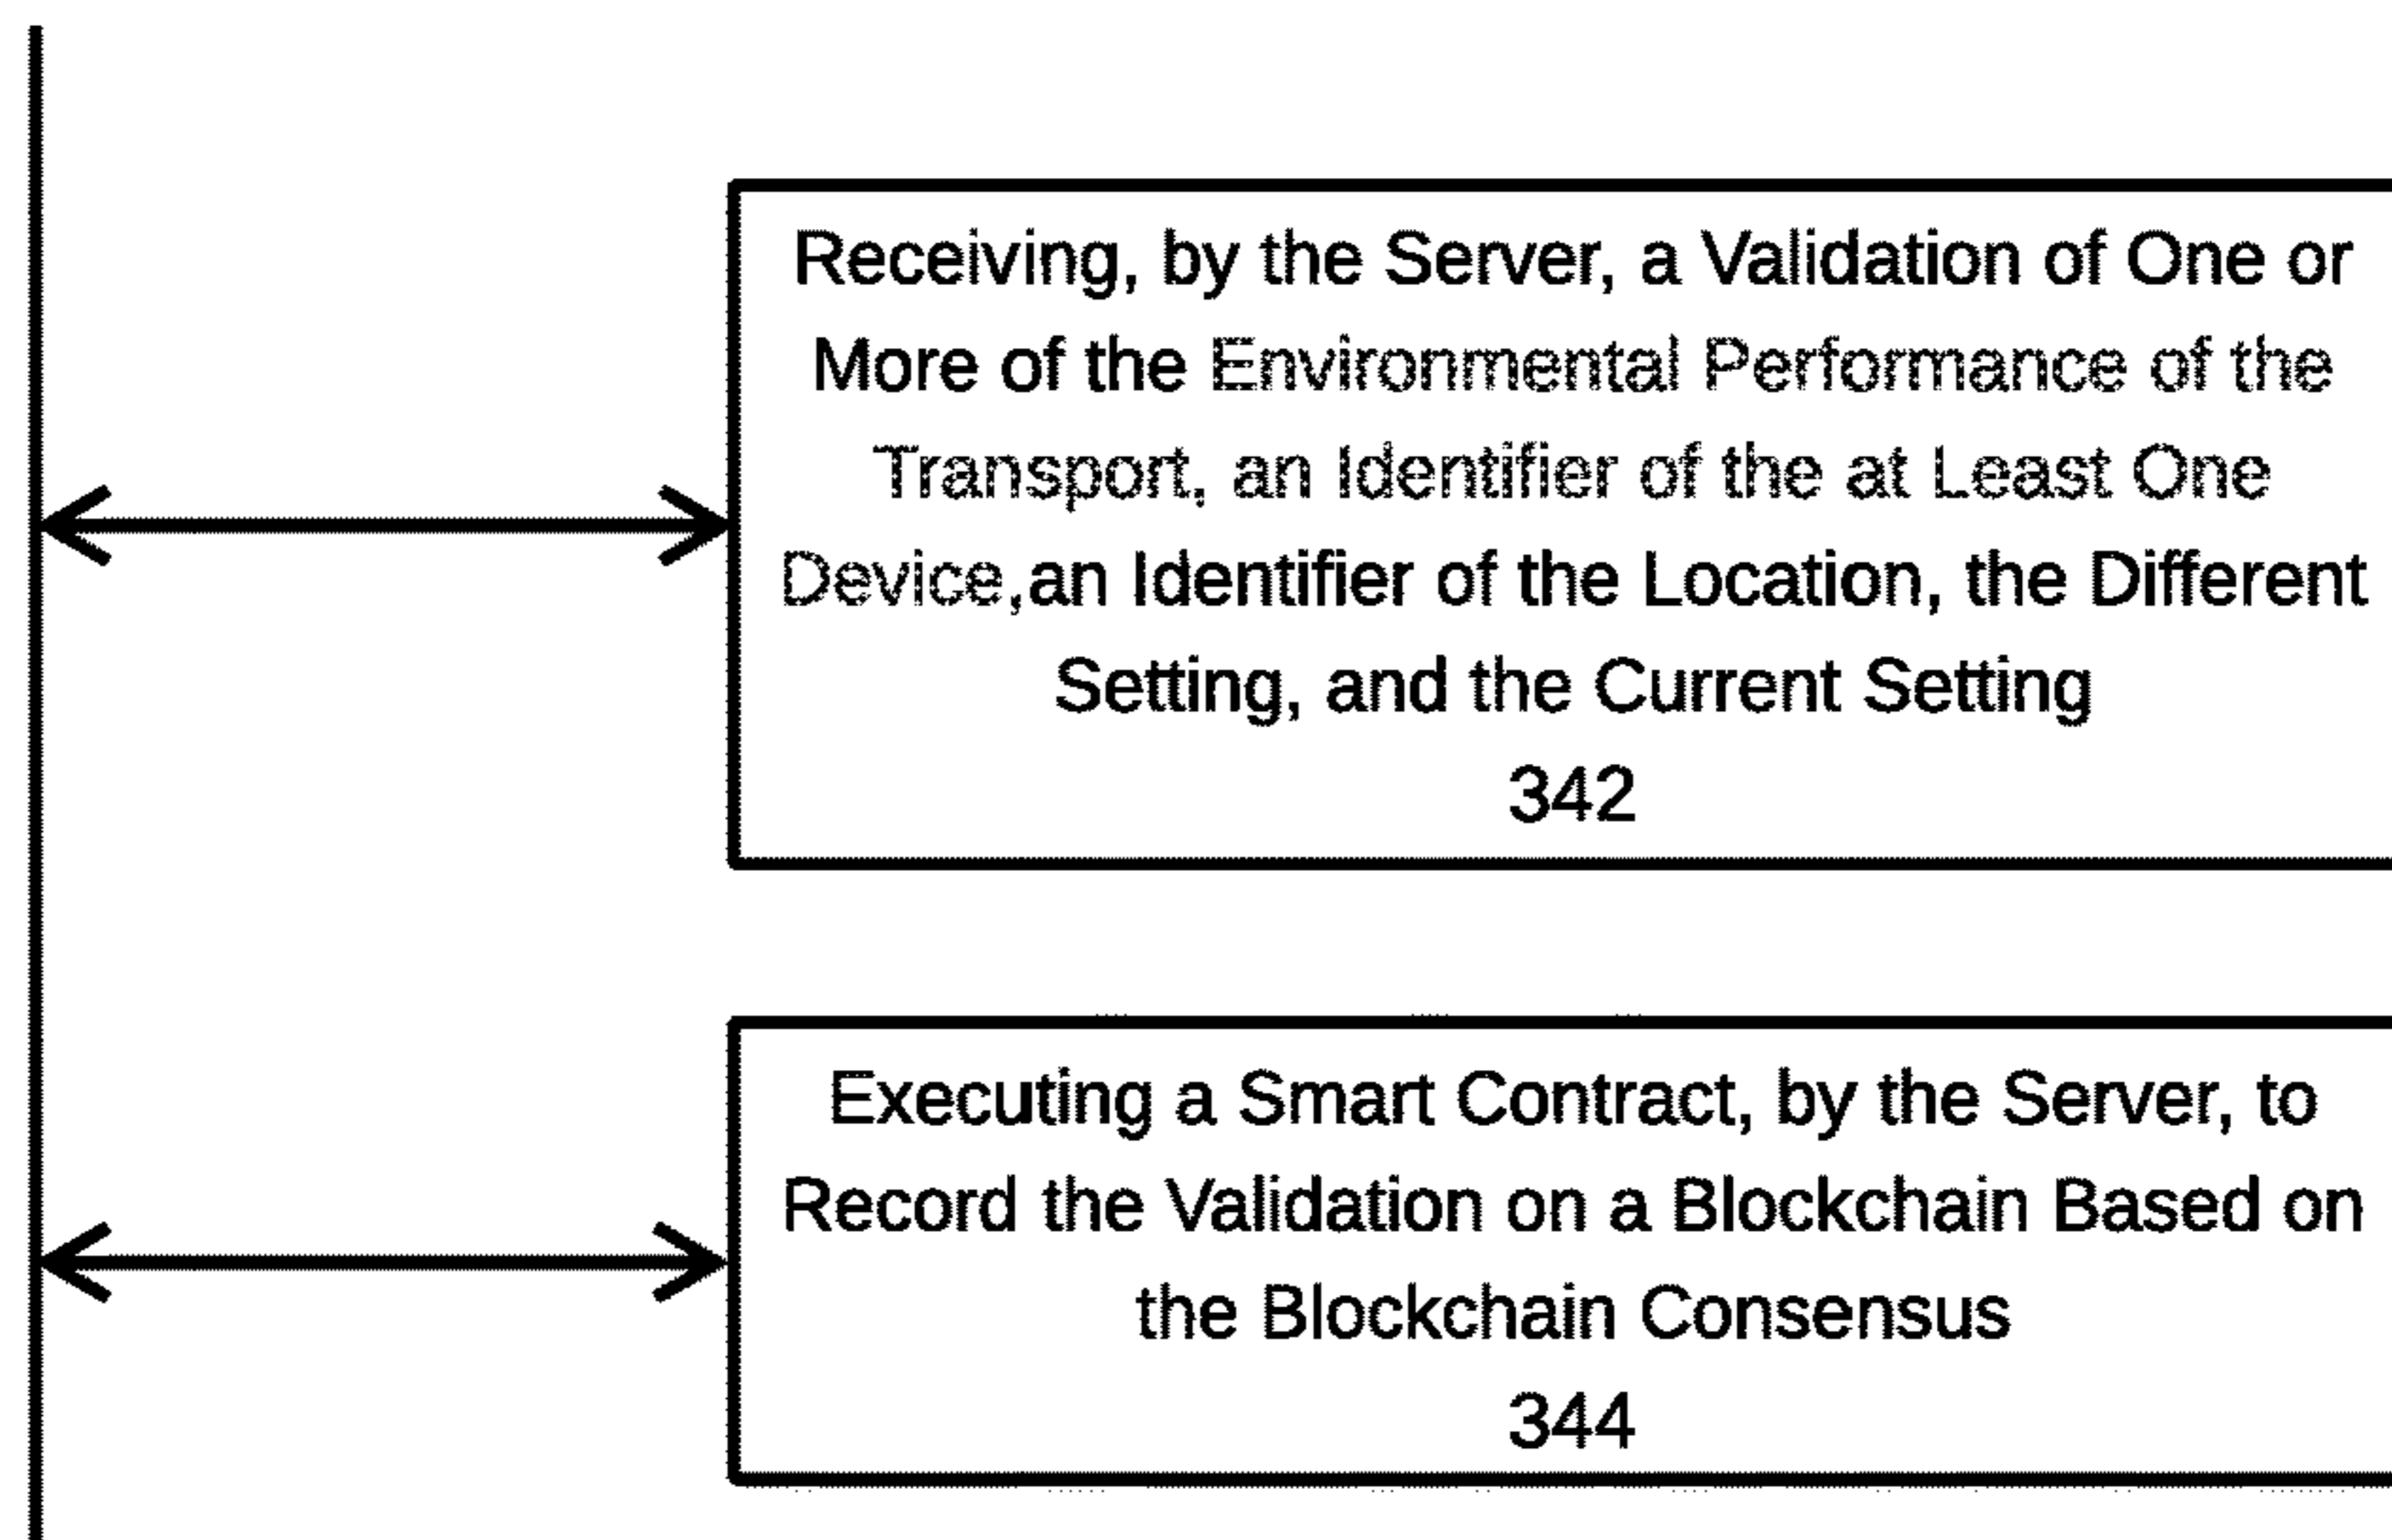 Receiving, by the Server, a Validation of One or
More of the Environmental Performance of the
Transport, an Identifier of the at Least One
Device,an Identifier of the Location, the Different
Setting, and the Current Setting
342
Executing a Smart Contract, by the Server, to
Record the Validation on a Blockchain Based on
the Blockchain Consensus
344